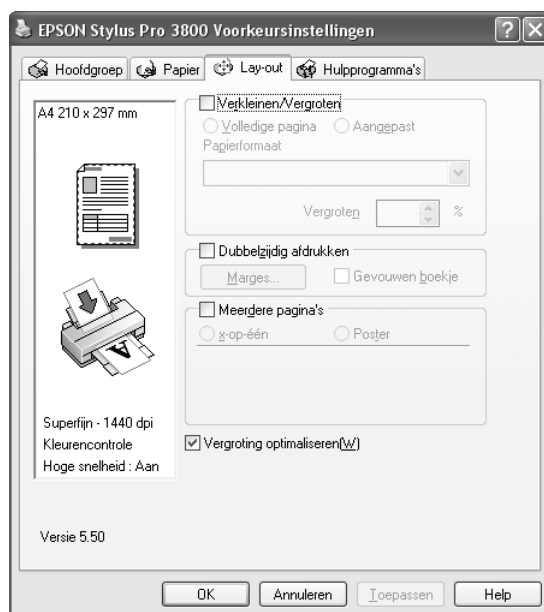 EPSON Stylus Pro 3800 Voorkeursinstellingen
Hoofdgroep Papier Lay-out Hulpprogramma's
A4 210 x 297 mm
Verkleinen/Vergroten
Volledige pagina Aangepast
Papierformaat
Vergroten %
Dubbelzijdig afdrukken
Marges... Gevouwen boekje
Meerdere pagina's
x-op-één Poster
A
Superfijn - 1440 dpi
Kleurencontrole
Hoge snelheid : Aan
Vergroting optimaliseren(W)
Versie 5.50
OK Annuleren Toepassen Help